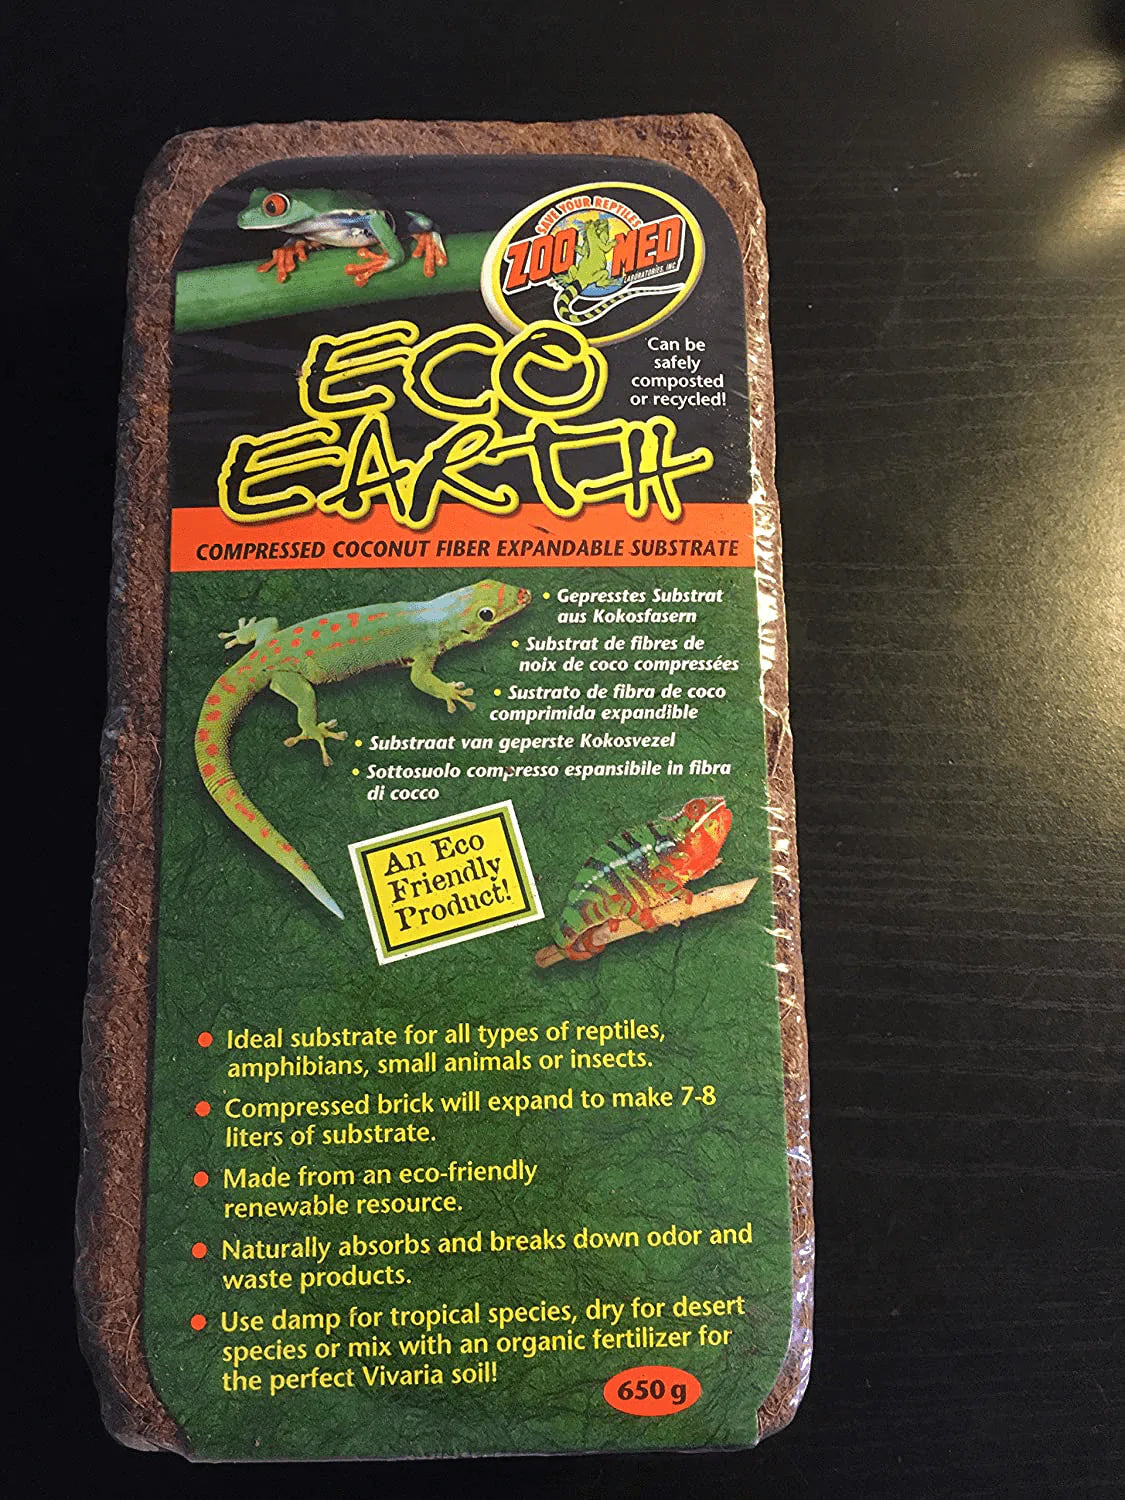 SAVE YOUR REPTILES
ZOO MED
LABORATORIES, INC.
ECO
EARTH
Can be
safely
composted
or recycled!
COMPRESSED COCONUT FIBER EXPANDABLE SUBSTRATE
• Gepresstes Substrat
aus Kokosfasern
• Substrat de fibres de
noix de coco compressées
• Sustrato de fibra de coco
comprimida expandible
• Substraat van geperste Kokosvezel
• Sottosuolo compresso espansibile in fibra
di cocco
An Eco
Friendly
Product!
• Ideal substrate for all types of reptiles,
amphibians, small animals or insects.
• Compressed brick will expand to make 7-8
liters of substrate.
• Made from an eco-friendly
renewable resource.
• Naturally absorbs and breaks down odor and
waste products.
• Use damp for tropical species, dry for desert
species or mix with an organic fertilizer for
the perfect Vivaria soil!
650 g